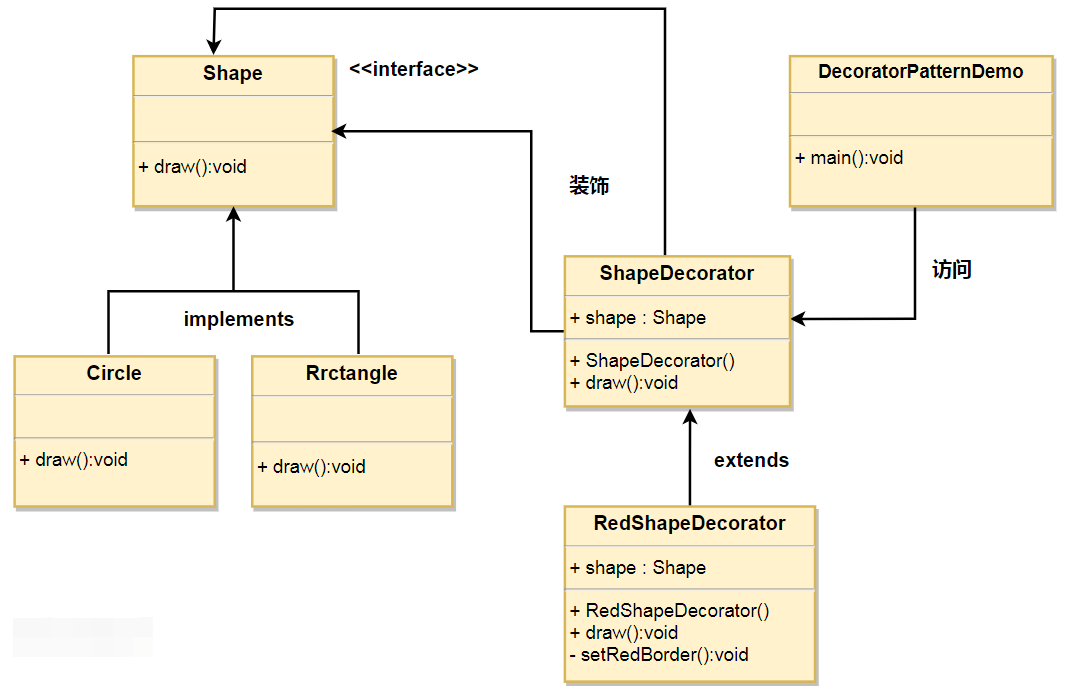 Shape
<<interface>>
+ draw():void
DecoratorPatternDemo
+ main():void
装饰
访问
ShapeDecorator
+ shape : Shape
+ ShapeDecorator()
+ draw():void
implements
Circle
+ draw():void
Rrctangle
+ draw():void
extends
RedShapeDecorator
+ shape : Shape
+ RedShapeDecorator()
+ draw():void
- setRedBorder():void